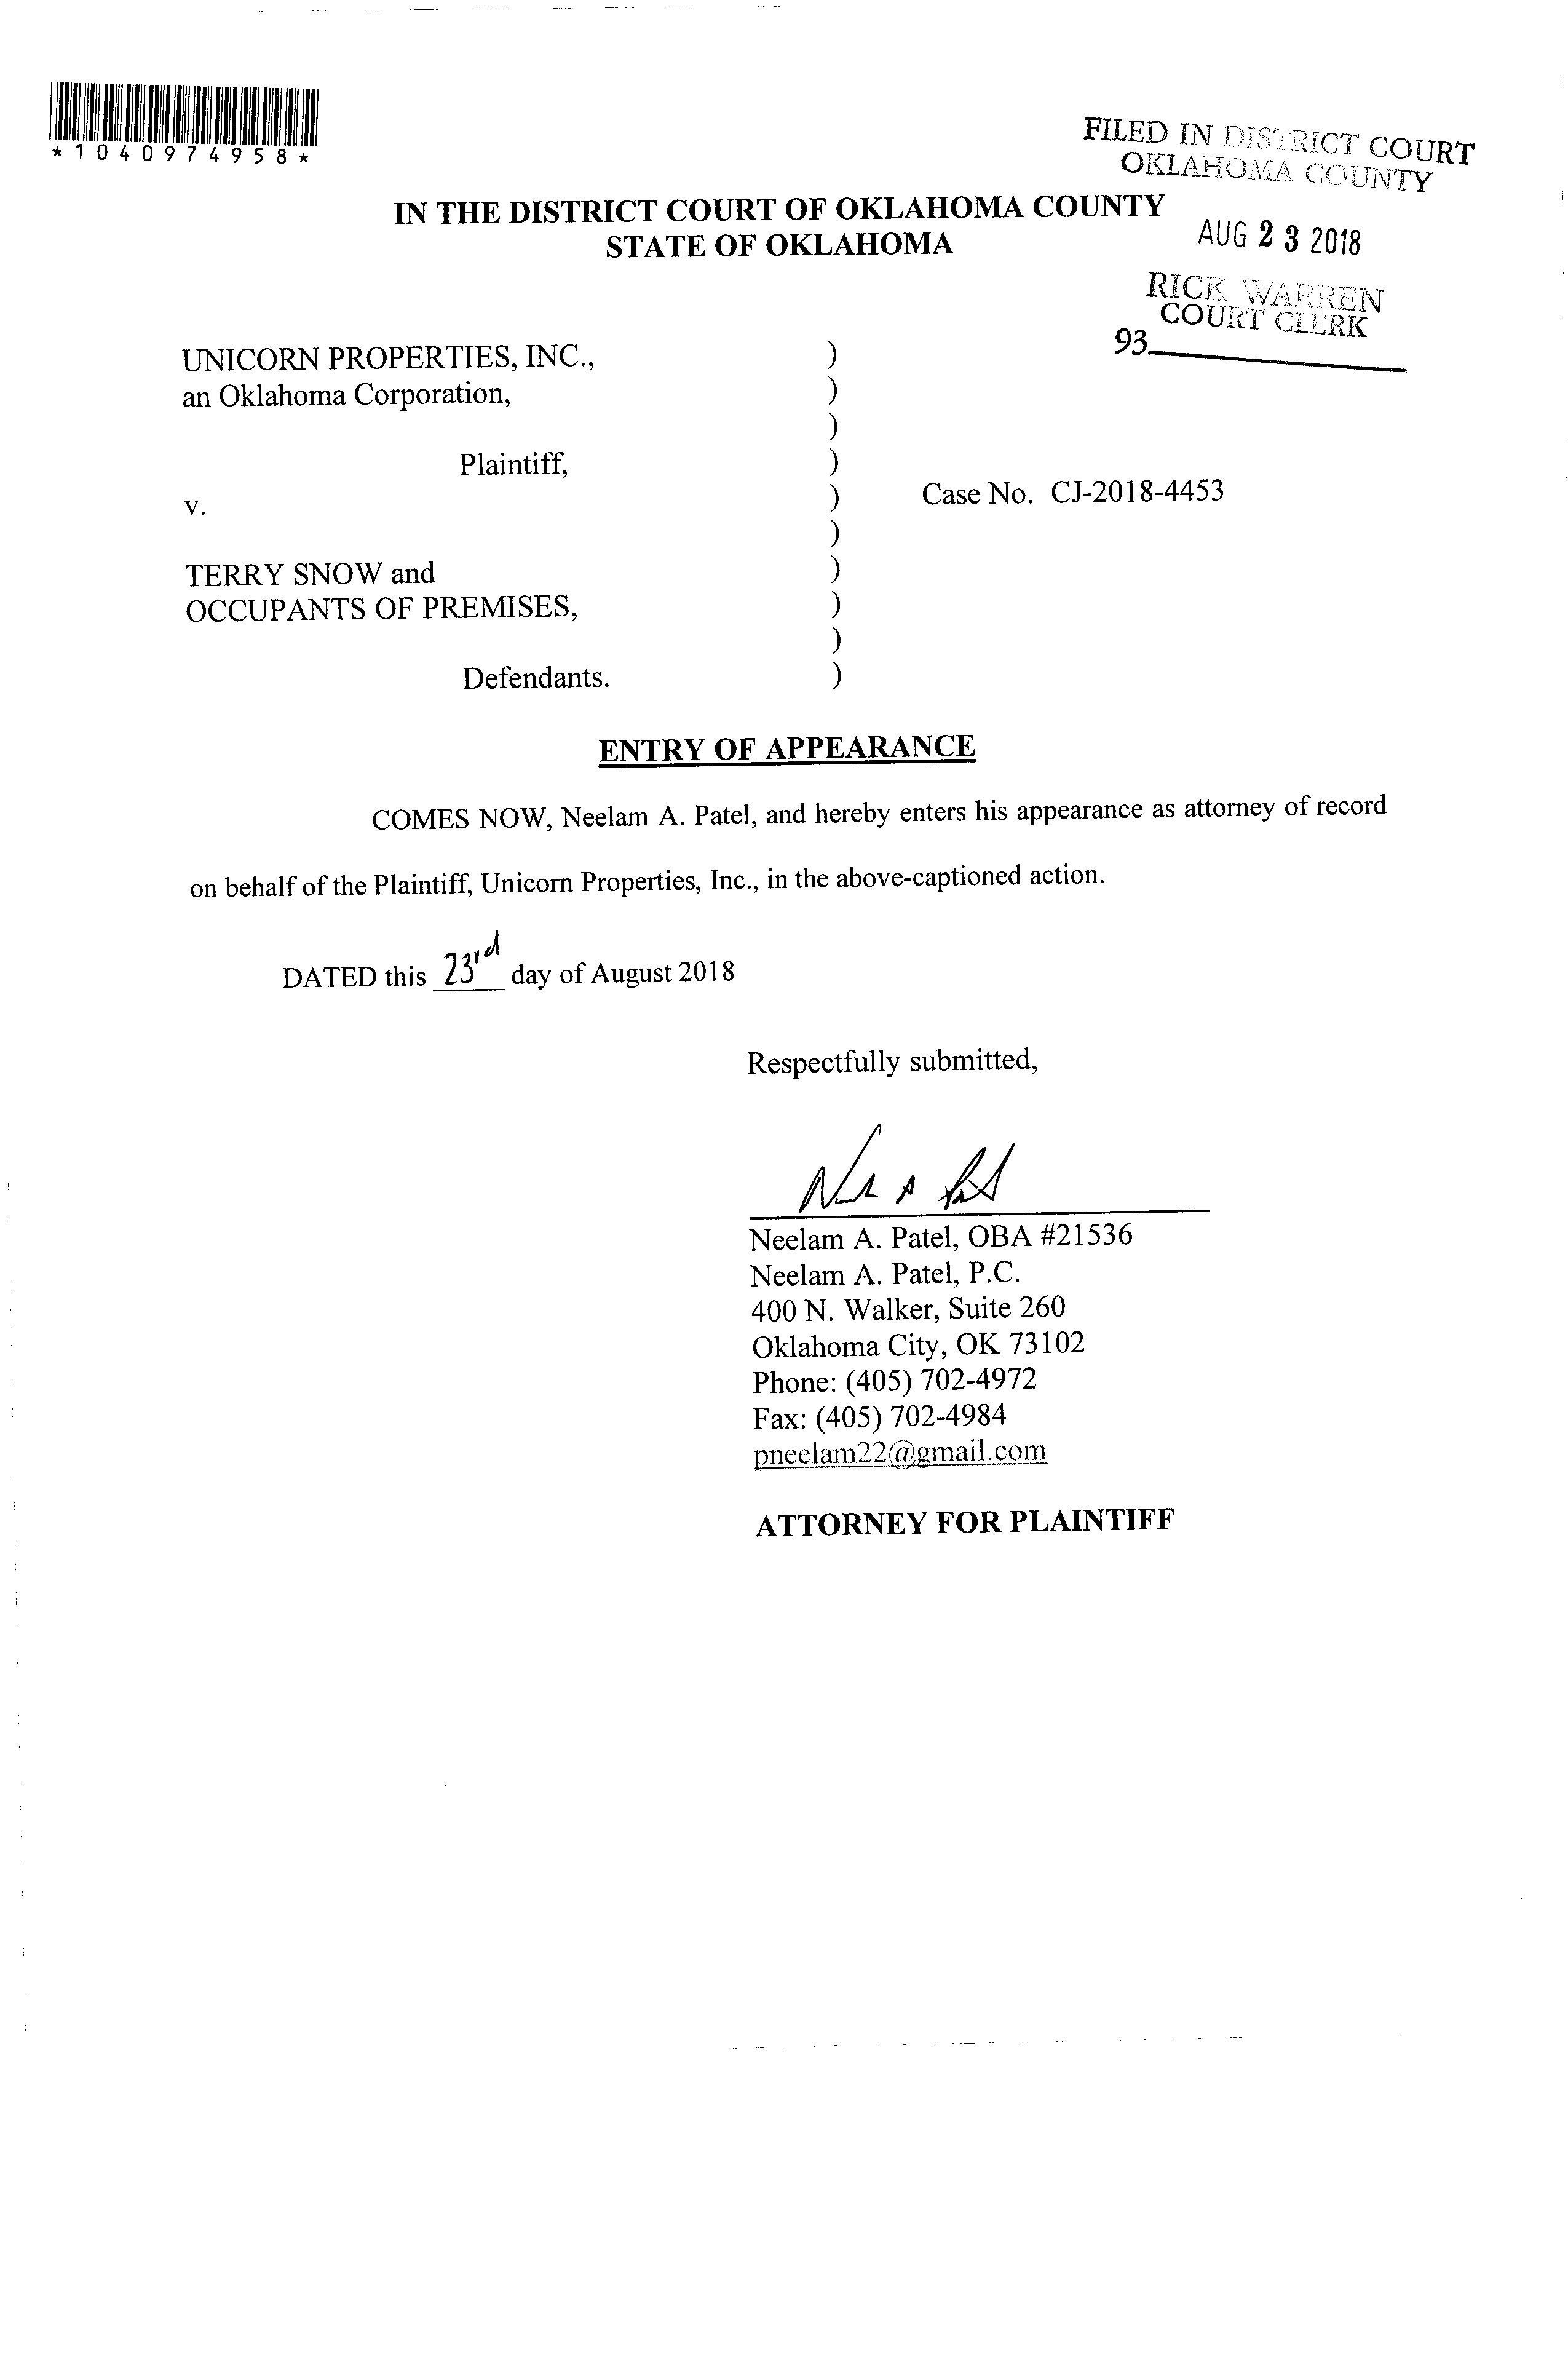 *1040974958*
FILED IN DISTRICT COURT
OKLAHOMA COUNTY
IN THE DISTRICT COURT OF OKLAHOMA COUNTY
STATE OF OKLAHOMA
AUG 23 2018
RICK WARREN
COURT CLERK
93
UNICORN PROPERTIES, INC., )
an Oklahoma Corporation, )
)
Plaintiff, )
v. ) Case No. CJ-2018-4453
)
TERRY SNOW and )
OCCUPANTS OF PREMISES, )
)
Defendants. )
ENTRY OF APPEARANCE
COMES NOW, Neelam A. Patel, and hereby enters his appearance as attorney of record
on behalf of the Plaintiff, Unicorn Properties, Inc., in the above-captioned action.
DATED this 23rd day of August 2018
Respectfully submitted,
Neelam A. Patel, OBA #21536
Neelam A. Patel, P.C.
400 N. Walker, Suite 260
Oklahoma City, OK 73102
Phone: (405) 702-4972
Fax: (405) 702-4984
pneelam22@gmail.com
ATTORNEY FOR PLAINTIFF